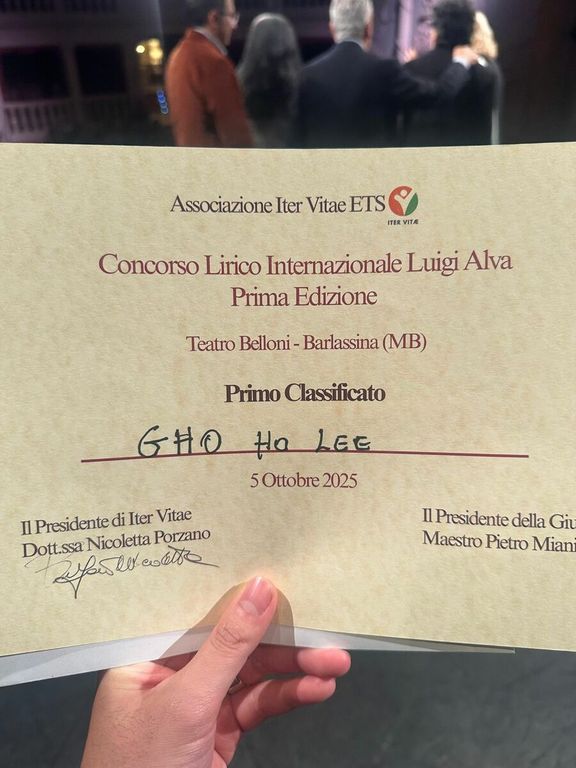 Associazione Iter Vitae ETS
ITER VITÆ
Concorso Lirico Internazionale Luigi Alva
Prima Edizione
Teatro Belloni - Barlassina (MB)
Primo Classificato
GHO HO LEE
5 Ottobre 2025
Il Presidente di Iter Vitae
Dott.ssa Nicoletta Porzano
Il Presidente della Giu
Maestro Pietro Miani